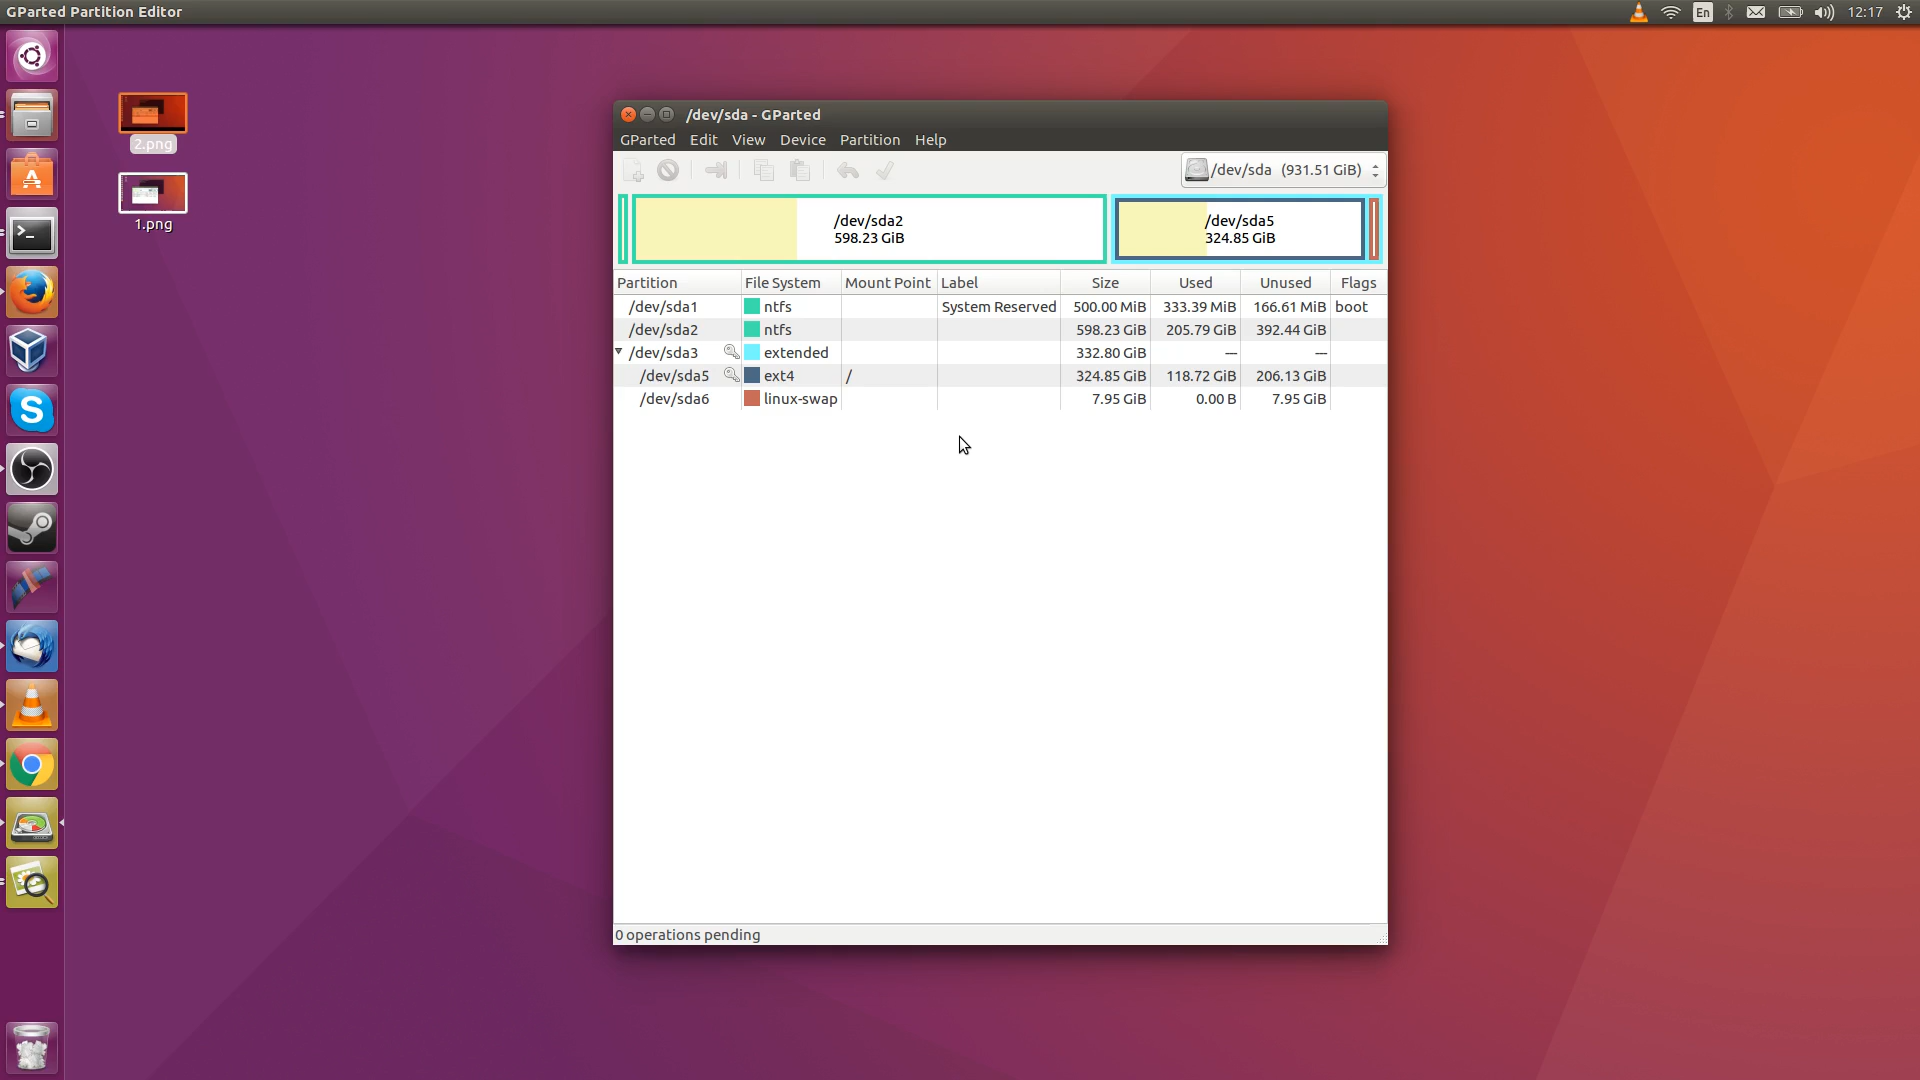 GParted Partition Editor
En
12:17
2.png
1.png
/dev/sda - GParted
GParted Edit View Device Partition Help
/dev/sda (931.51 GiB)
/dev/sda2
598.23 GiB
/dev/sda5
324.85 GiB
Partition File System Mount Point Label Size Used Unused Flags
/dev/sda1 ntfs System Reserved 500.00 MiB 333.39 MiB 166.61 MiB boot
/dev/sda2 ntfs 598.23 GiB 205.79 GiB 392.44 GiB
/dev/sda3 extended 332.80 GiB --- ---
/dev/sda5 ext4 / 324.85 GiB 118.72 GiB 206.13 GiB
/dev/sda6 linux-swap 7.95 GiB 0.00 B 7.95 GiB
0 operations pending